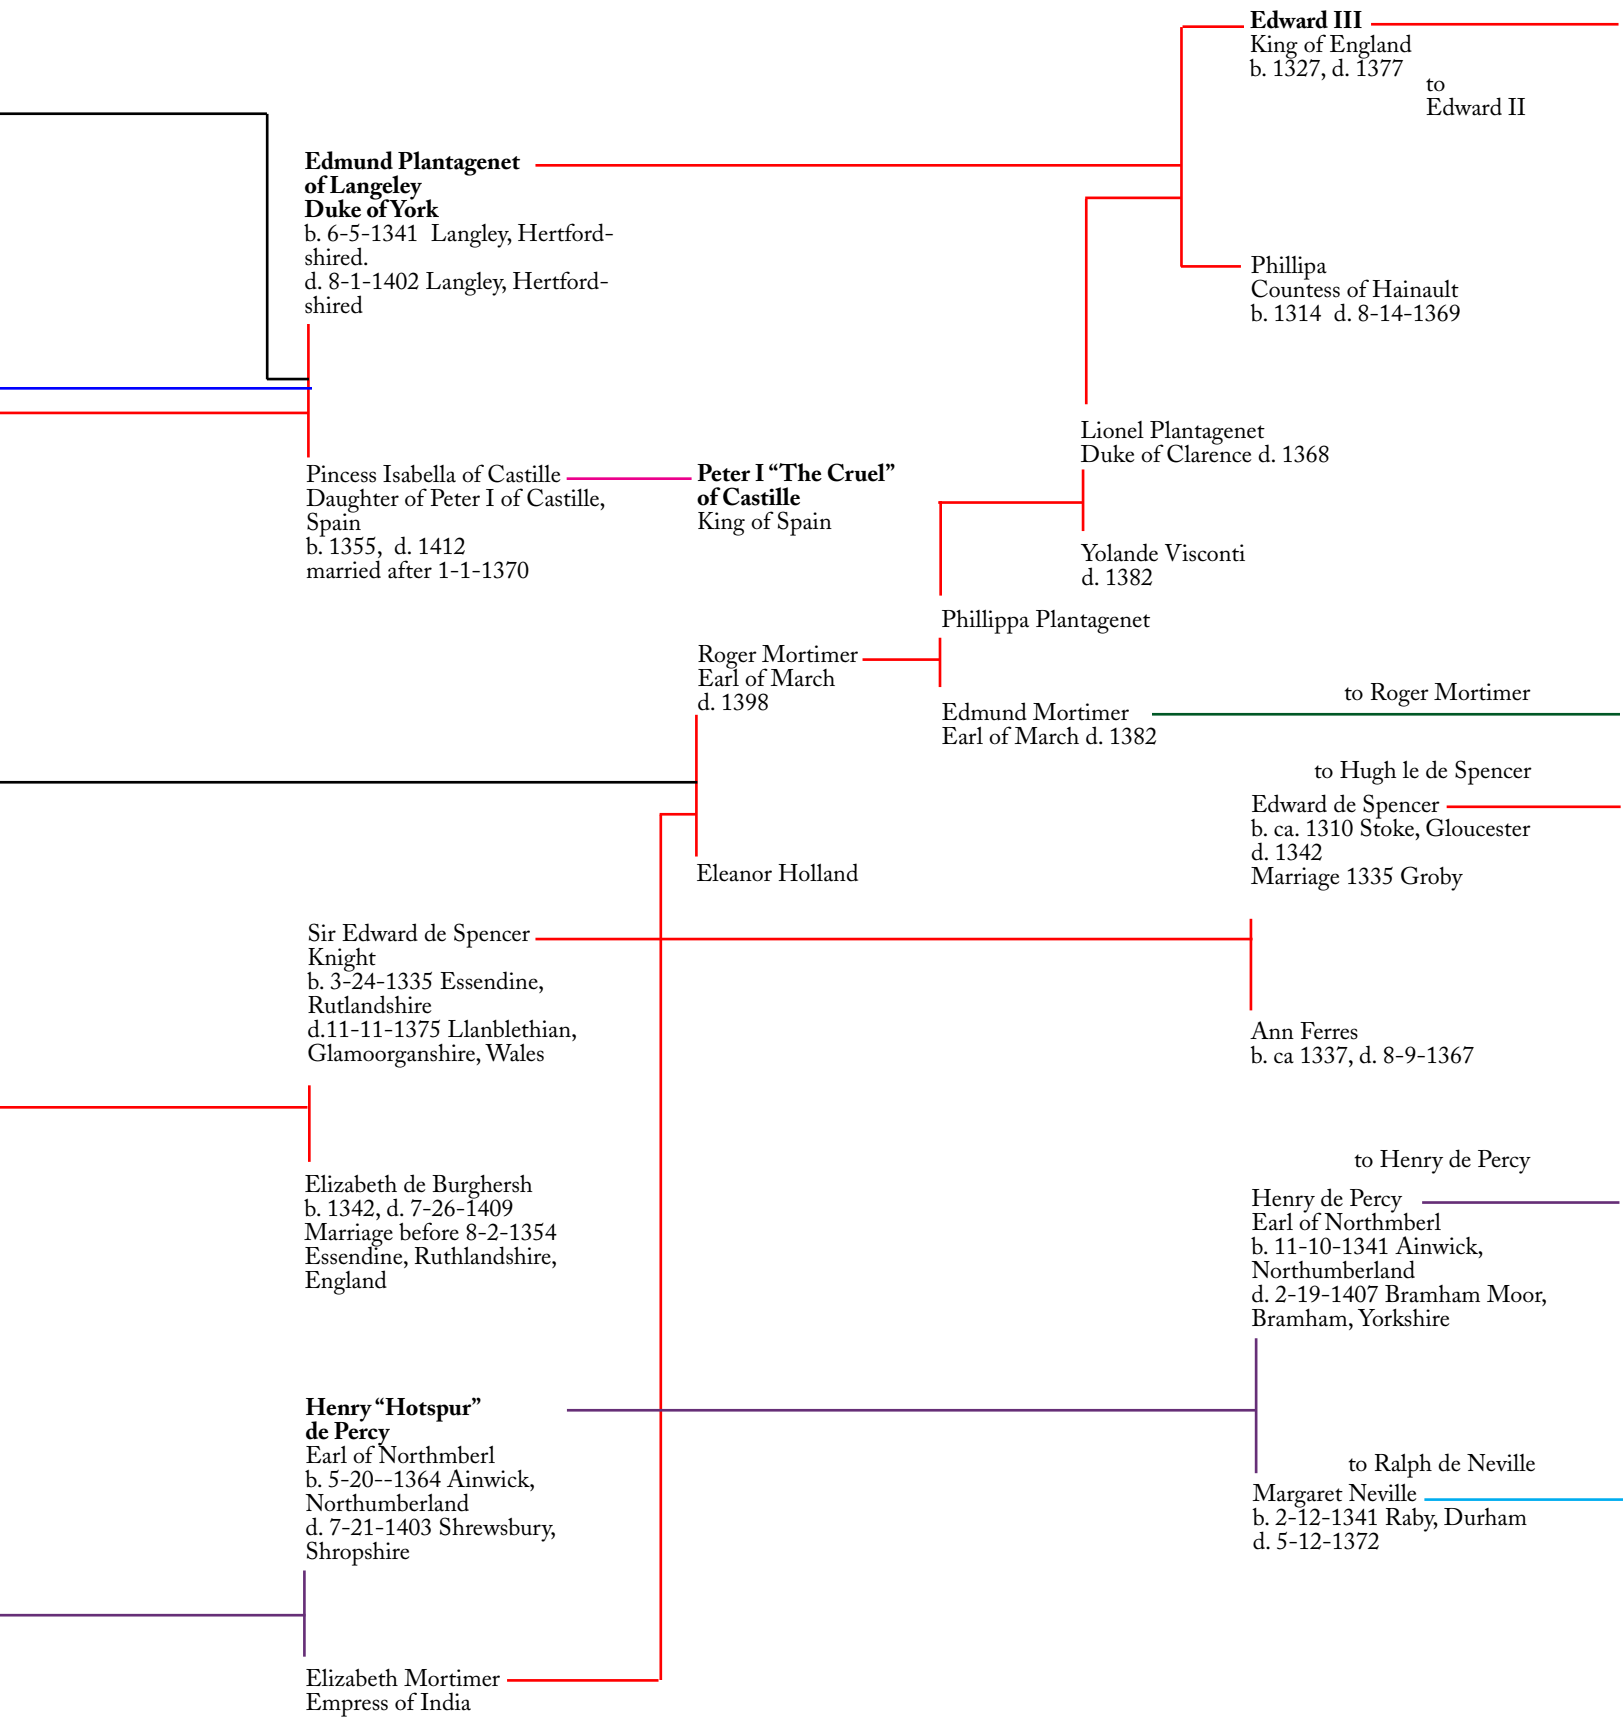 Edward III
King of England
b. 1327, d. 1377
to
Edward II
Edmund Plantagenet
of Langeley
Duke of York
b. 6-5-1341 Langley, Hertford-
shired.
d. 8-1-1402 Langley, Hertford-
shired
Phillipa
Countess of Hainault
b. 1314 d. 8-14-1369
Lionel Plantagenet
Duke of Clarence d. 1368
Pincess Isabella of Castille
Daughter of Peter I of Castille,
Spain
b. 1355, d. 1412
married after 1-1-1370
Peter I “The Cruel”
of Castille
King of Spain
Yolande Visconti
d. 1382
Phillippa Plantagenet
Roger Mortimer
Earl of March
d. 1398
Edmund Mortimer
Earl of March d. 1382
to Roger Mortimer
to Hugh le de Spencer
Edward de Spencer
b. ca. 1310 Stoke, Gloucester
d. 1342
Marriage 1335 Groby
Eleanor Holland
Sir Edward de Spencer
Knight
b. 3-24-1335 Essendine,
Rutlandshire
d.11-11-1375 Llanblethian,
Glamoorganshire, Wales
Ann Ferres
b. ca 1337, d. 8-9-1367
Elizabeth de Burghersh
b. 1342, d. 7-26-1409
Marriage before 8-2-1354
Essendine, Ruthlandshire,
England
to Henry de Percy
Henry de Percy
Earl of Northmberl
b. 11-10-1341 Ainwick,
Northumberland
d. 2-19-1407 Bramham Moor,
Bramham, Yorkshire
Henry “Hotspur”
de Percy
Earl of Northmberl
b. 5-20--1364 Ainwick,
Northumberland
d. 7-21-1403 Shrewsbury,
Shropshire
to Ralph de Neville
Margaret Neville
b. 2-12-1341 Raby, Durham
d. 5-12-1372
Elizabeth Mortimer
Empress of India